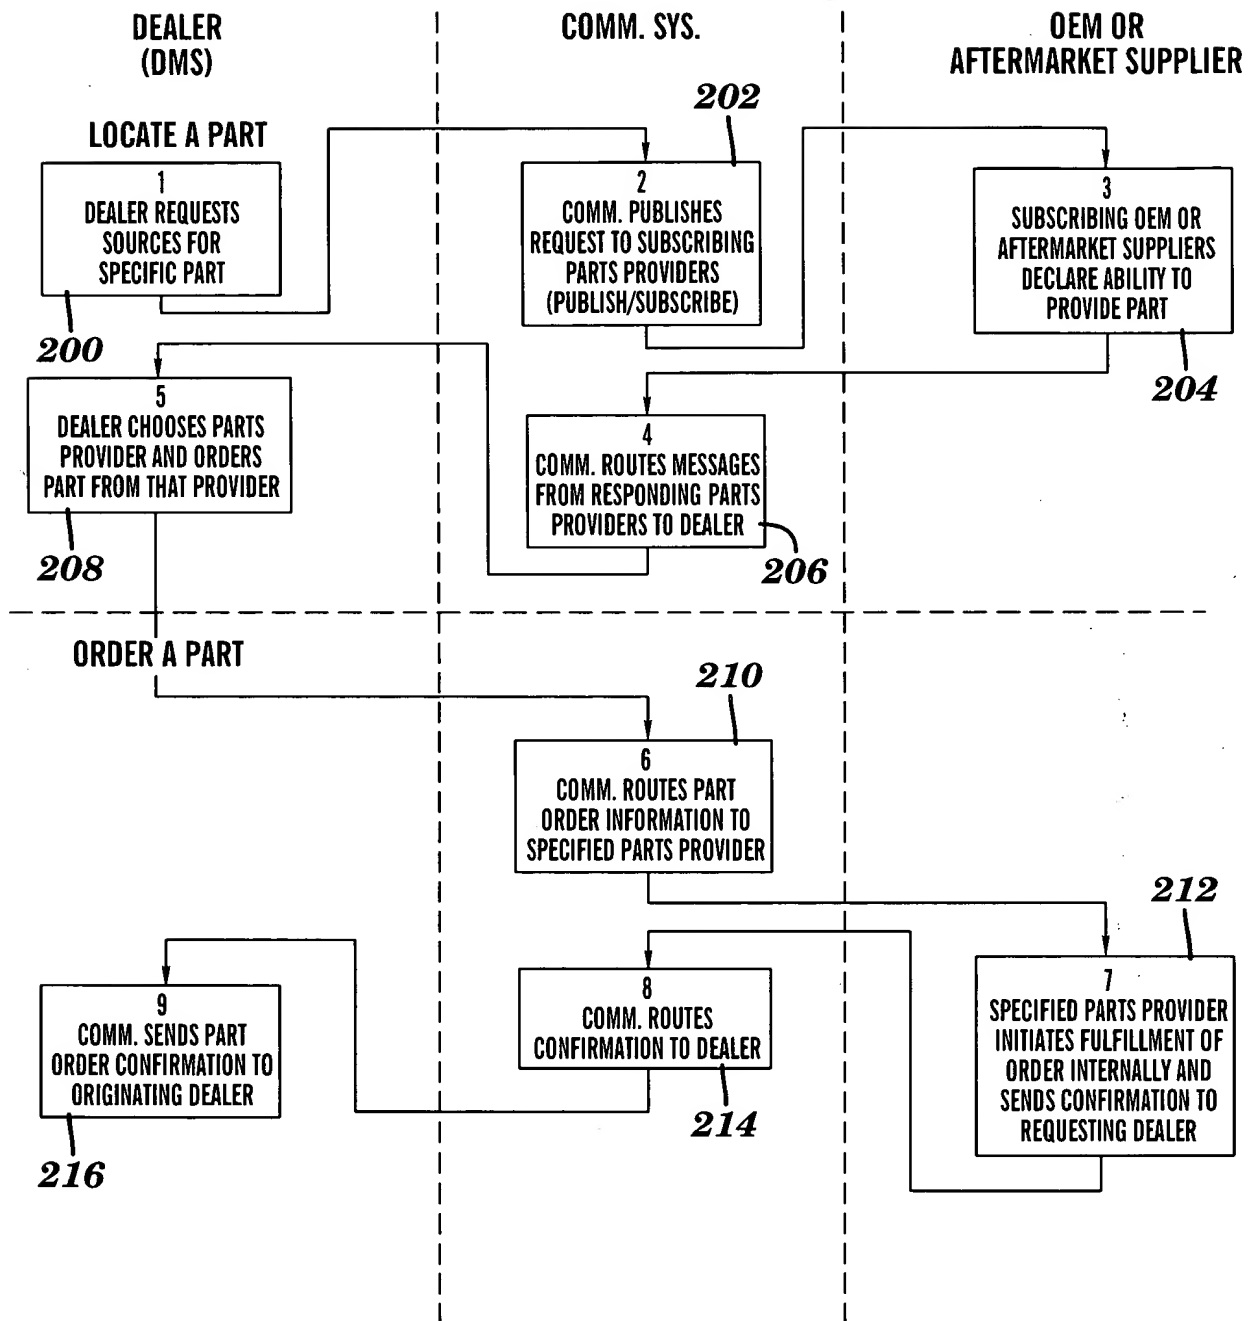 DEALER
(DMS)
COMM. SYS.
OEM OR
AFTERMARKET SUPPLIER
LOCATE A PART
202
1
DEALER REQUESTS
SOURCES FOR
SPECIFIC PART
200
2
COMM. PUBLISHES
REQUEST TO SUBSCRIBING
PARTS PROVIDERS
(PUBLISH/SUBSCRIBE)
3
SUBSCRIBING OEM OR
AFTERMARKET SUPPLIERS
DECLARE ABILITY TO
PROVIDE PART
204
4
COMM. ROUTES MESSAGES
FROM RESPONDING PARTS
PROVIDERS TO DEALER
206
5
DEALER CHOOSES PARTS
PROVIDER AND ORDERS
PART FROM THAT PROVIDER
208
ORDER A PART
210
6
COMM. ROUTES PART
ORDER INFORMATION TO
SPECIFIED PARTS PROVIDER
212
7
SPECIFIED PARTS PROVIDER
INITIATES FULFILLMENT OF
ORDER INTERNALLY AND
SENDS CONFIRMATION TO
REQUESTING DEALER
8
COMM. ROUTES
CONFIRMATION TO DEALER
214
9
COMM. SENDS PART
ORDER CONFIRMATION TO
ORIGINATING DEALER
216